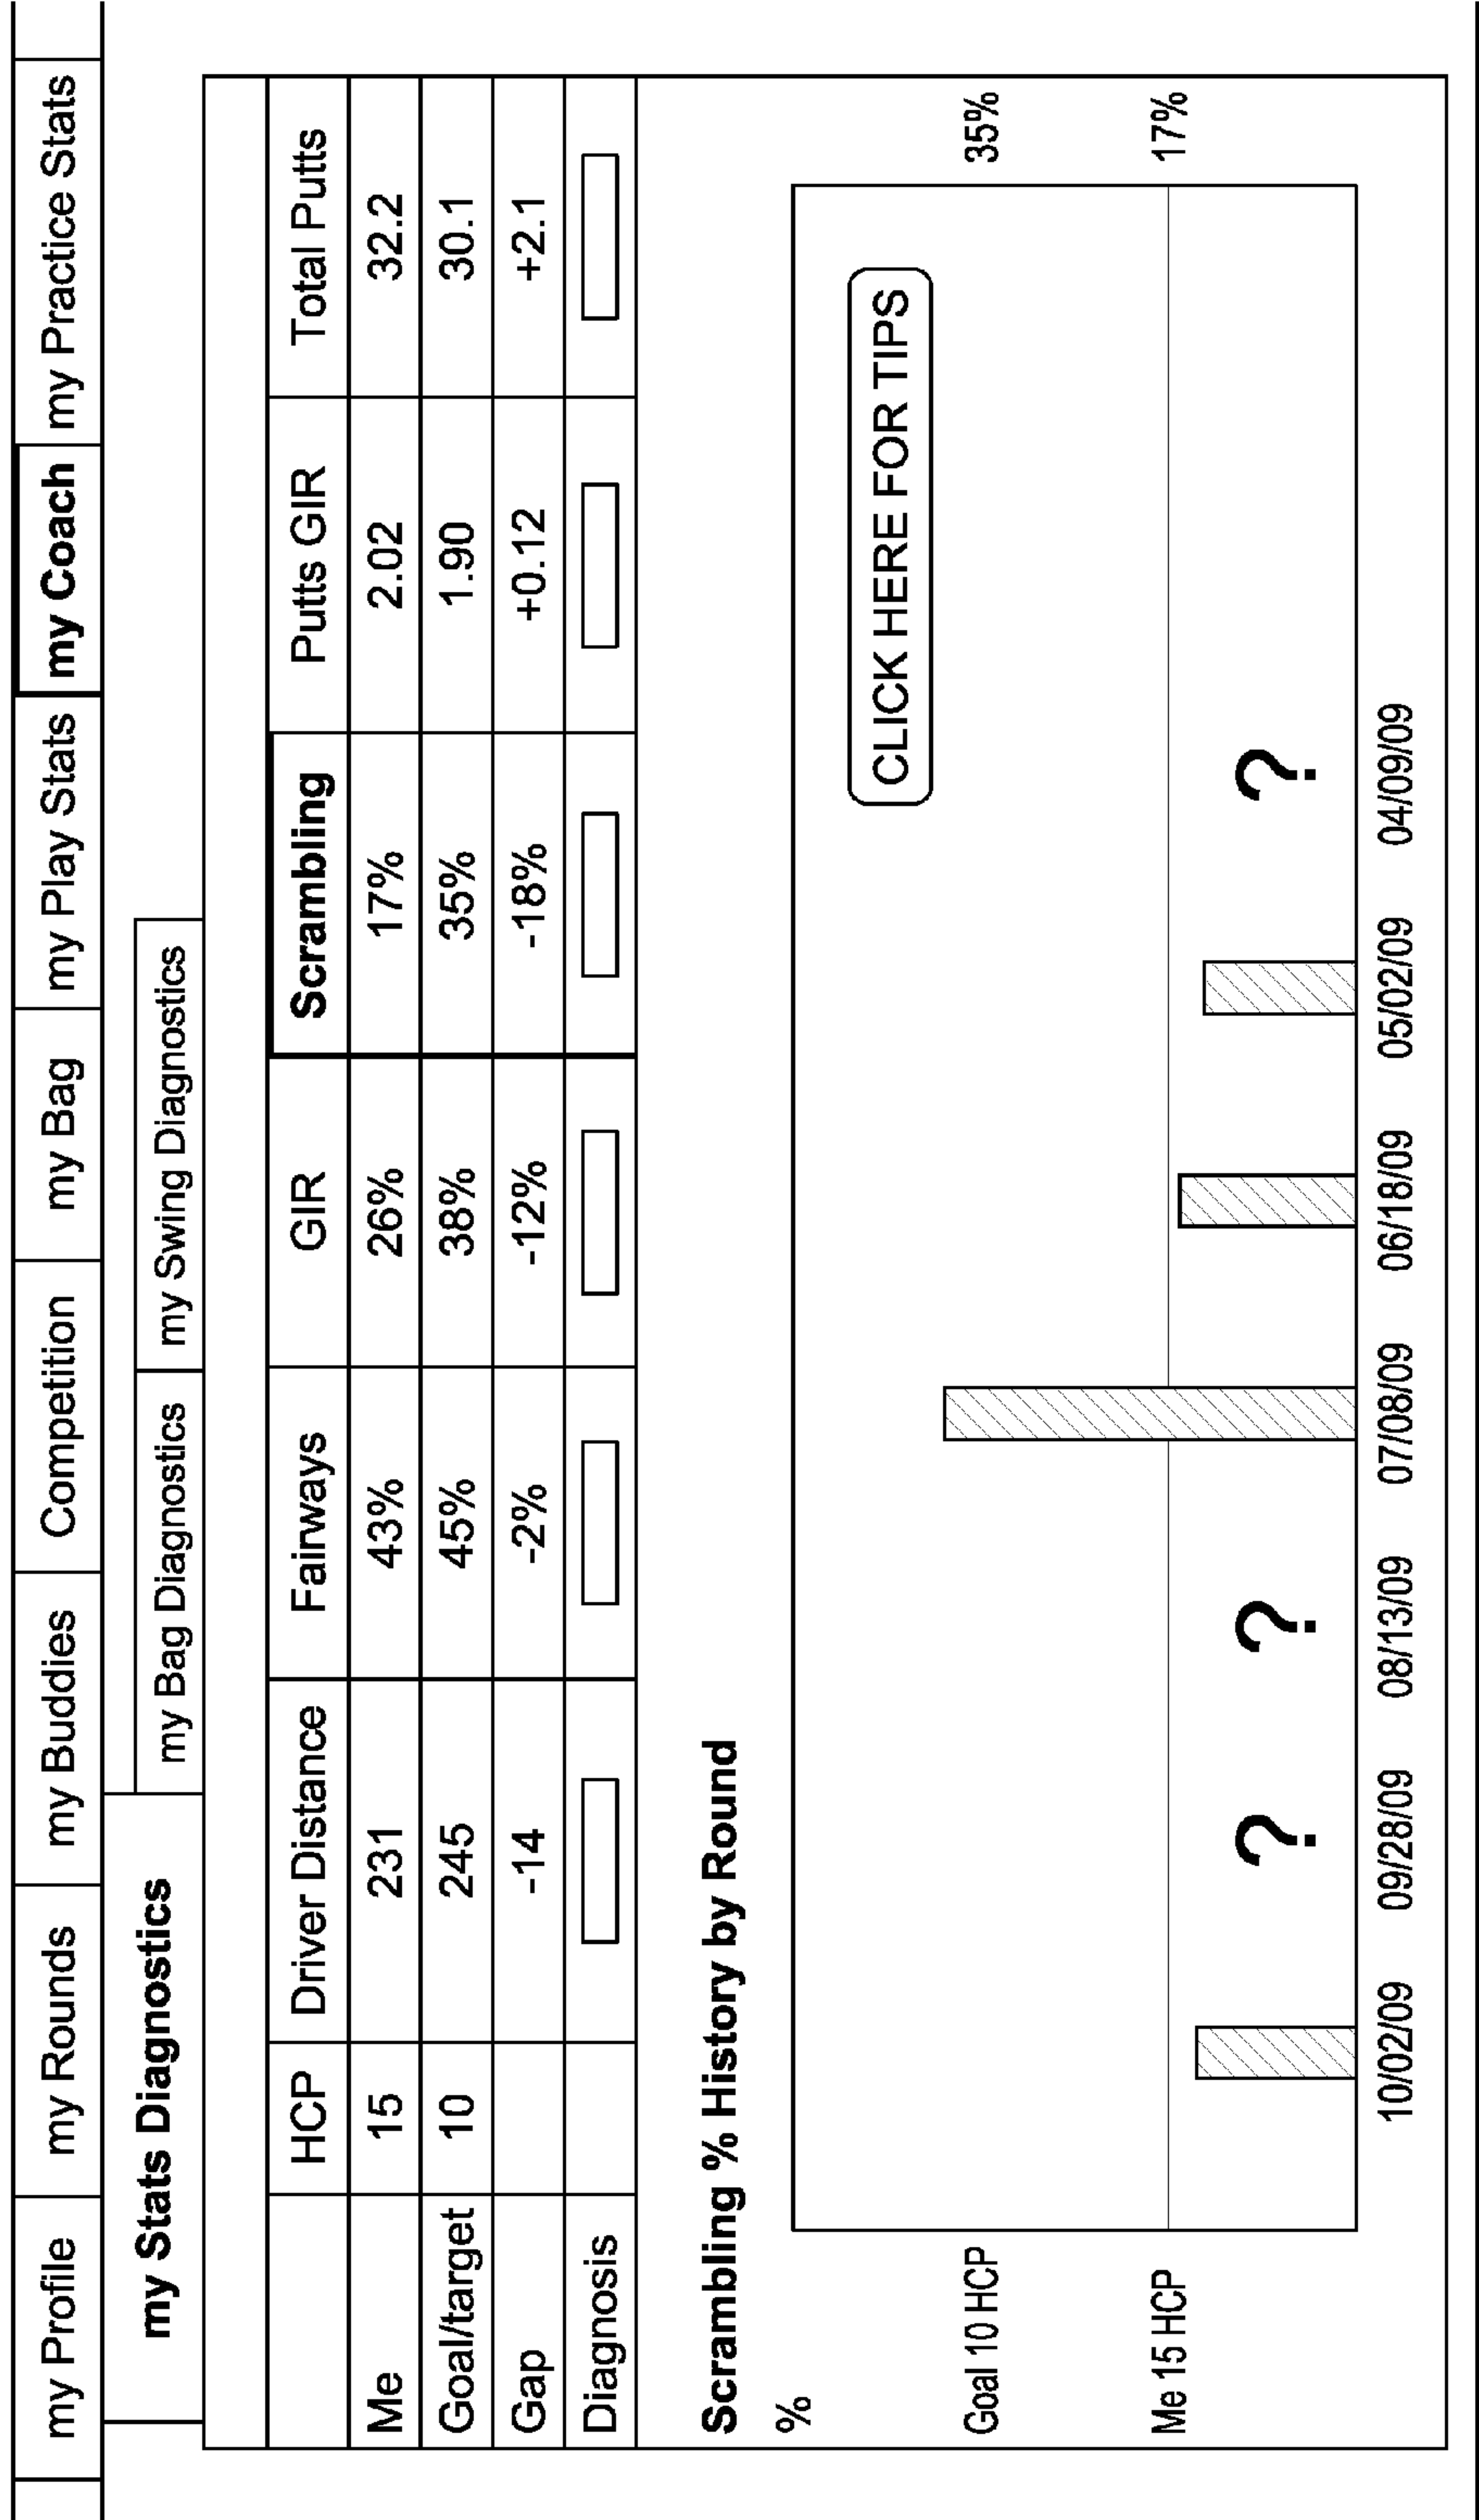 my Profile my Rounds my Buddies Competition my Bag my Play Stats my Coach my Practice Stats
my Stats Diagnostics my Bag Diagnostics my Swing Diagnostics
HCP Driver Distance Fairways GIR Scrambling Putts GIR Total Putts
Me 15 231 43% 26% 17% 2.02 32.2
Goal/target 10 245 45% 38% 35% 1.90 30.1
Gap -14 -2% -12% -18% +0.12 +2.1
Diagnosis
Scrambling % History by Round
%
CLICK HERE FOR TIPS
Goal 10 HCP 35%
Me 15 HCP 17%
? ? ?
10/02/09 09/28/09 08/13/09 07/08/09 06/18/09 05/02/09 04/09/09